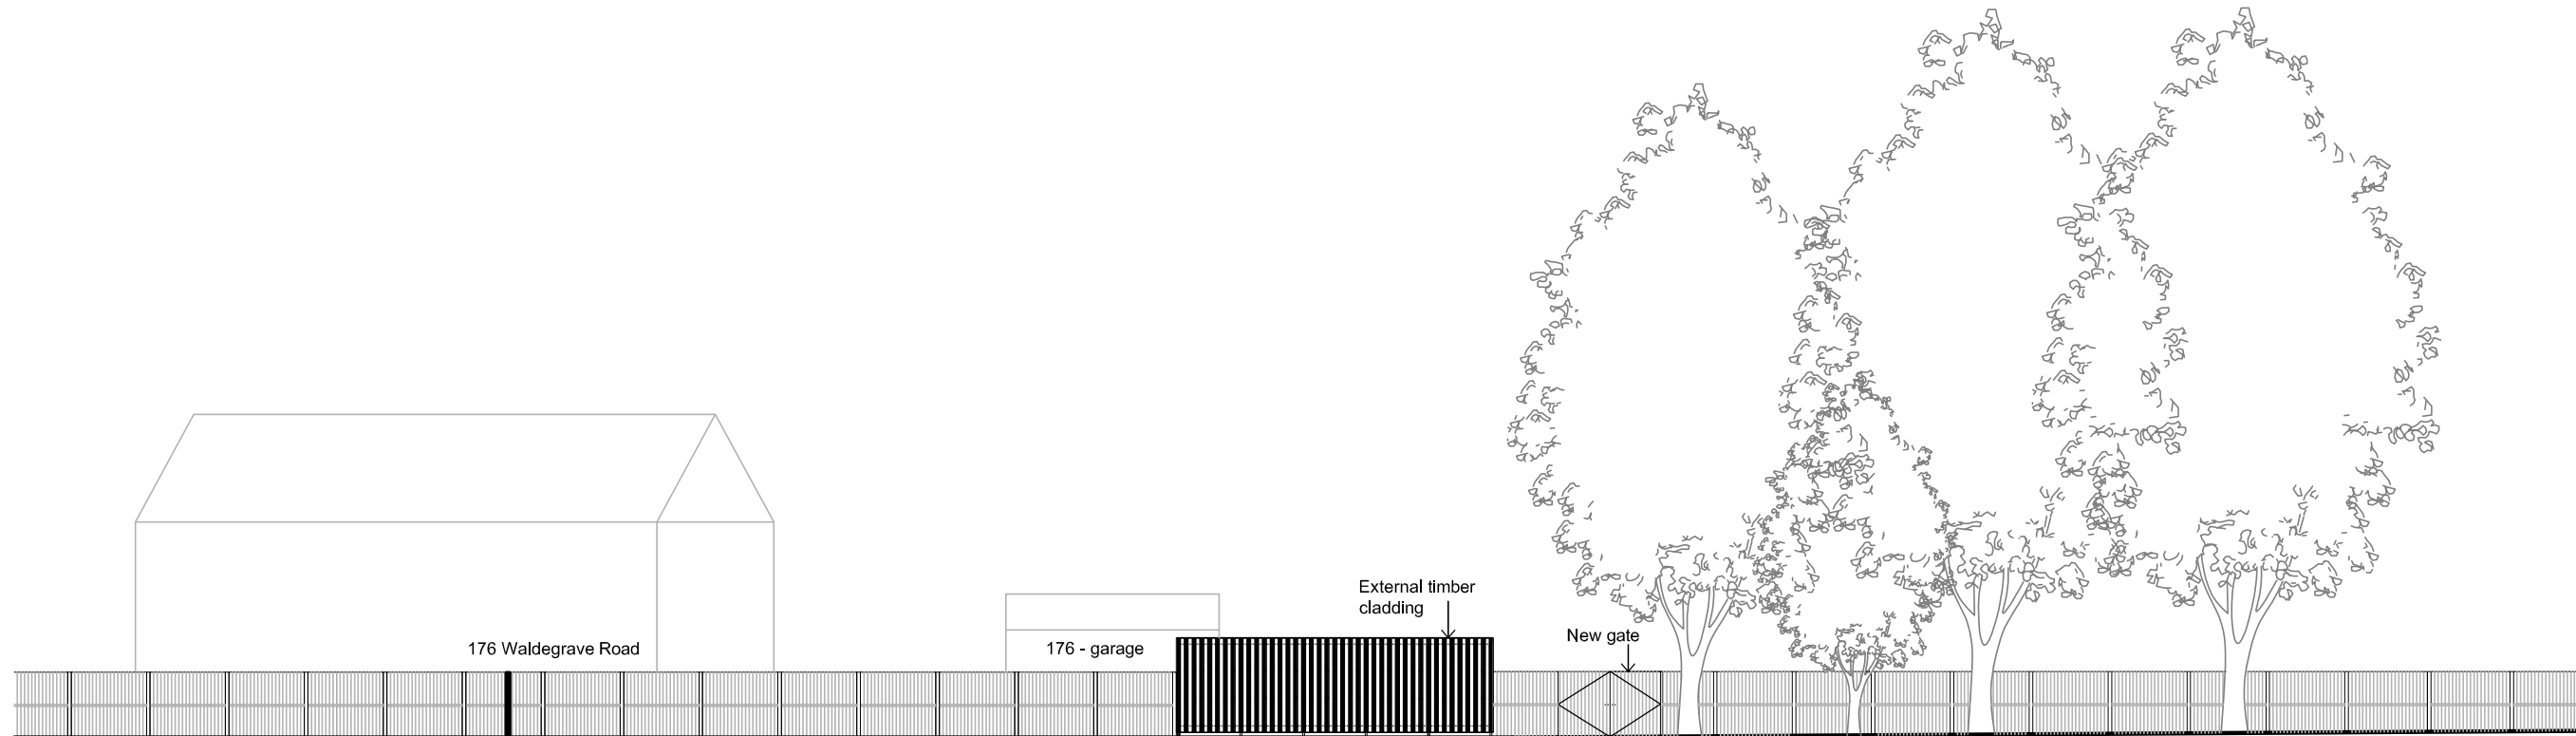 External timber
cladding
New gate
176 Waldegrave Road
176 - garage